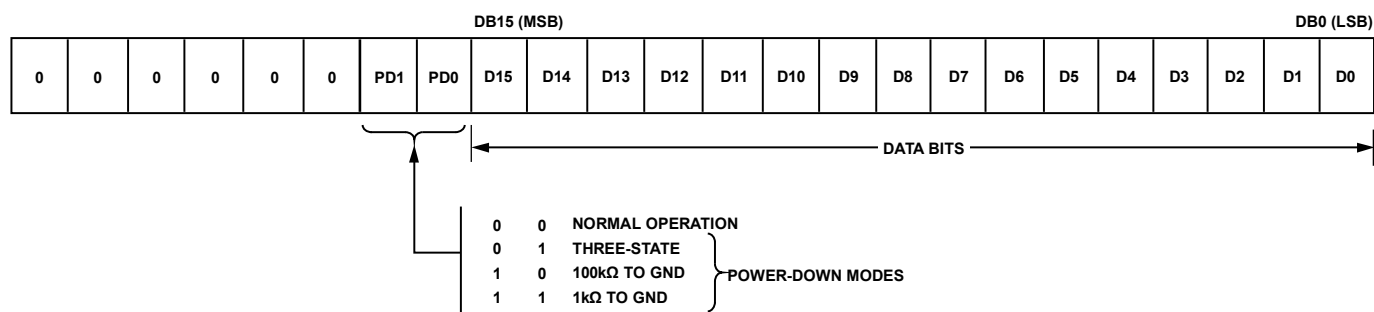 DB15 (MSB) DB0 (LSB)
0 0 0 0 0 0 PD1 PD0 D15 D14 D13 D12 D11 D10 D9 D8 D7 D6 D5 D4 D3 D2 D1 D0
DATA BITS
0 0 NORMAL OPERATION
0 1 THREE-STATE
1 0 100kΩ TO GND
1 1 1kΩ TO GND
POWER-DOWN MODES